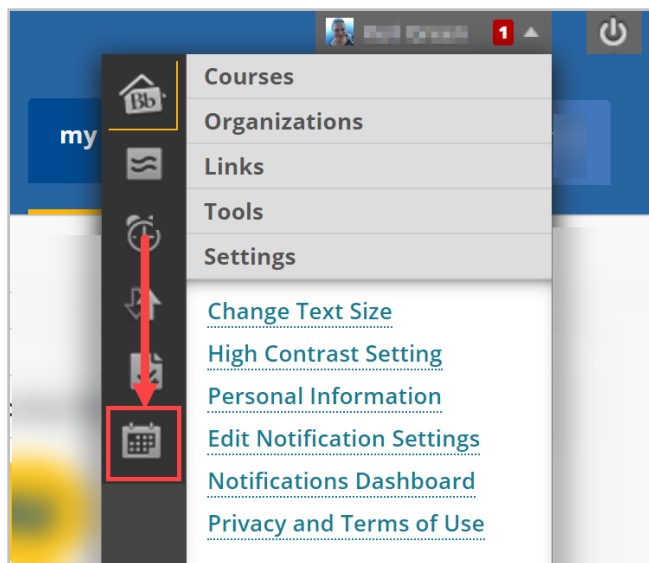 1
my
Bb
Courses
Organizations
Links
Tools
Settings
Change Text Size
High Contrast Setting
Personal Information
Edit Notification Settings
Notifications Dashboard
Privacy and Terms of Use